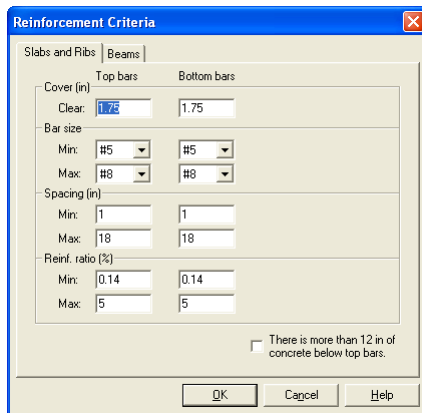 Reinforcement Criteria
Slabs and Ribs Beams
Top bars Bottom bars
Cover (in)
Clear: 1.75 1.75
Bar size
Min: #5 #5
Max: #8 #8
Spacing (in)
Min: 1 1
Max: 18 18
Reinf. ratio (%)
Min: 0.14 0.14
Max: 5 5
There is more than 12 in of
concrete below top bars.
OK Cancel Help